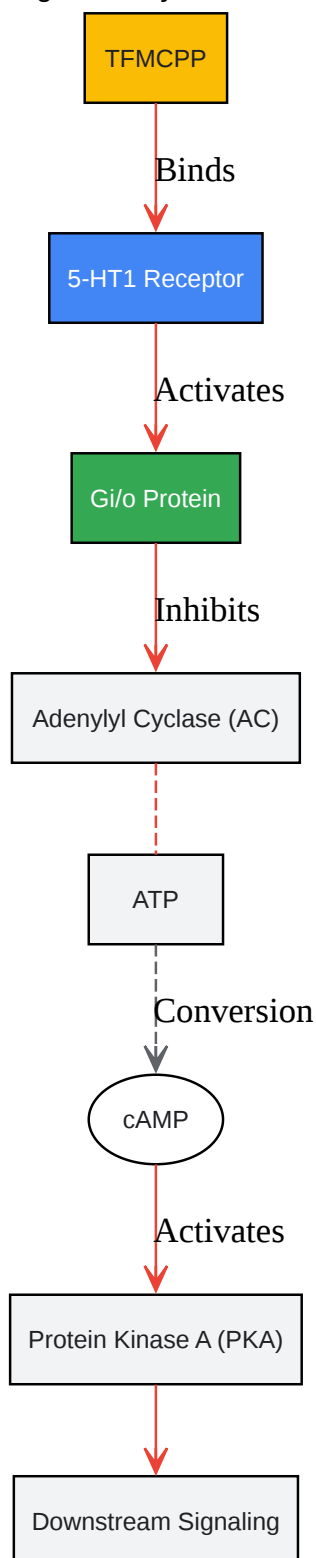 TFMCPP
Binds
5-HT1 Receptor
Activates
Gi/o Protein
Inhibits
Adenylyl Cyclase (AC)
ATP
Conversion
cAMP
Activates
Protein Kinase A (PKA)
Downstream Signaling